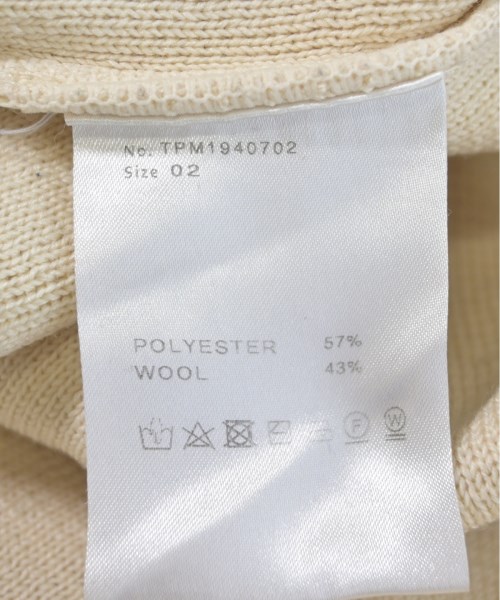 No. TPM1940702
Size 02
POLYESTER 57%
WOOL 43%
F W